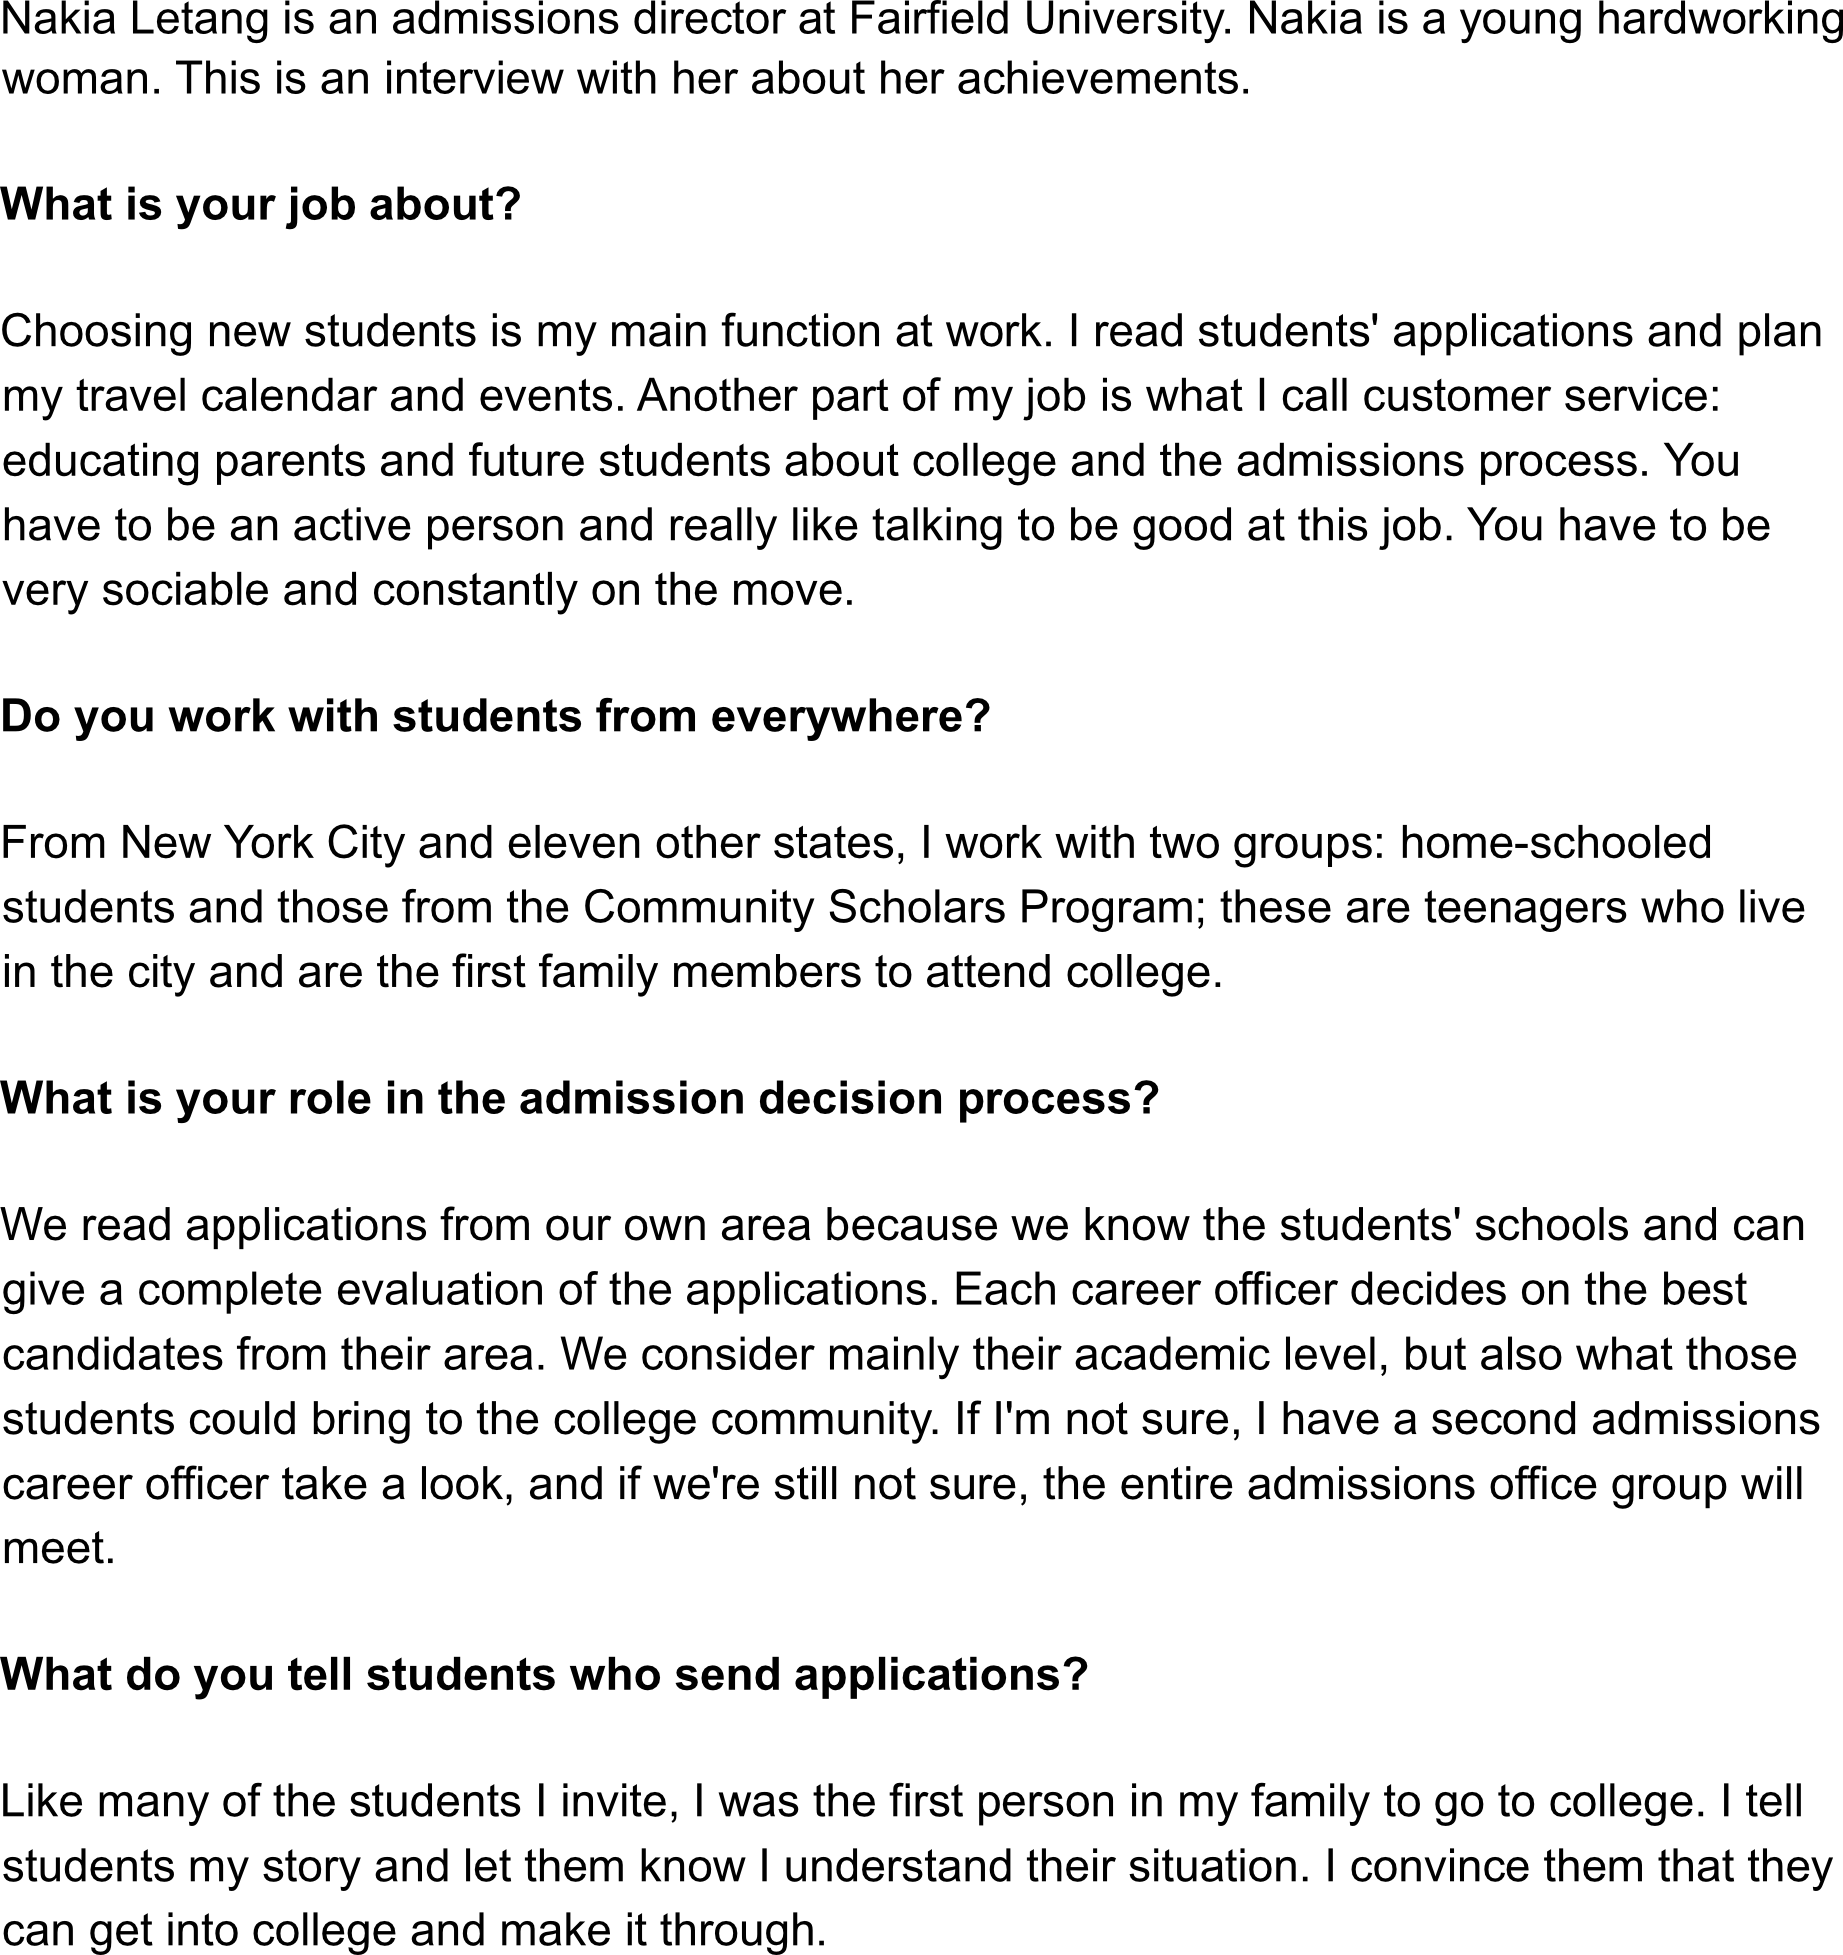 Nakia Letang is an admissions director at Fairfield University. Nakia is a young hardworking
woman. This is an interview with her about her achievements.
What is your job about?
Choosing new students is my main function at work. I read students' applications and plan
my travel calendar and events. Another part of my job is what I call customer service:
educating parents and future students about college and the admissions process. You
have to be an active person and really like talking to be good at this job. You have to be
very sociable and constantly on the move.
Do you work with students from everywhere?
From New York City and eleven other states, I work with two groups: home-schooled
students and those from the Community Scholars Program; these are teenagers who live
in the city and are the first family members to attend college.
What is your role in the admission decision process?
We read applications from our own area because we know the students' schools and can
give a complete evaluation of the applications. Each career officer decides on the best
candidates from their area. We consider mainly their academic level, but also what those
students could bring to the college community. If I'm not sure, I have a second admissions
career officer take a look, and if we're still not sure, the entire admissions office group will
meet.
What do you tell students who send applications?
Like many of the students I invite, I was the first person in my family to go to college. I tell
students my story and let them know I understand their situation. I convince them that they
can get into college and make it through.